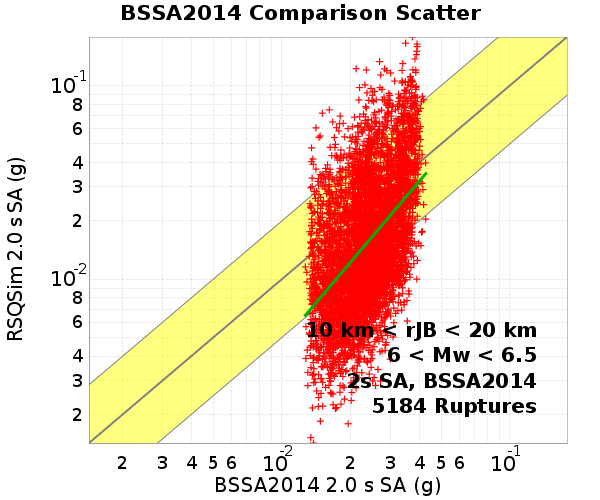 BSSA2014 Comparison Scatter
RSQSim 2.0 s SA (g)
10⁻¹
8
6
4
3
2
10⁻²
8
6
4
3
2
10 km < rJB < 20 km
6 < Mw < 6.5
2s SA, BSSA2014
5184 Ruptures
2 3 4 5 6 10⁻² 2 3 4 5 6 10⁻¹
BSSA2014 2.0 s SA (g)